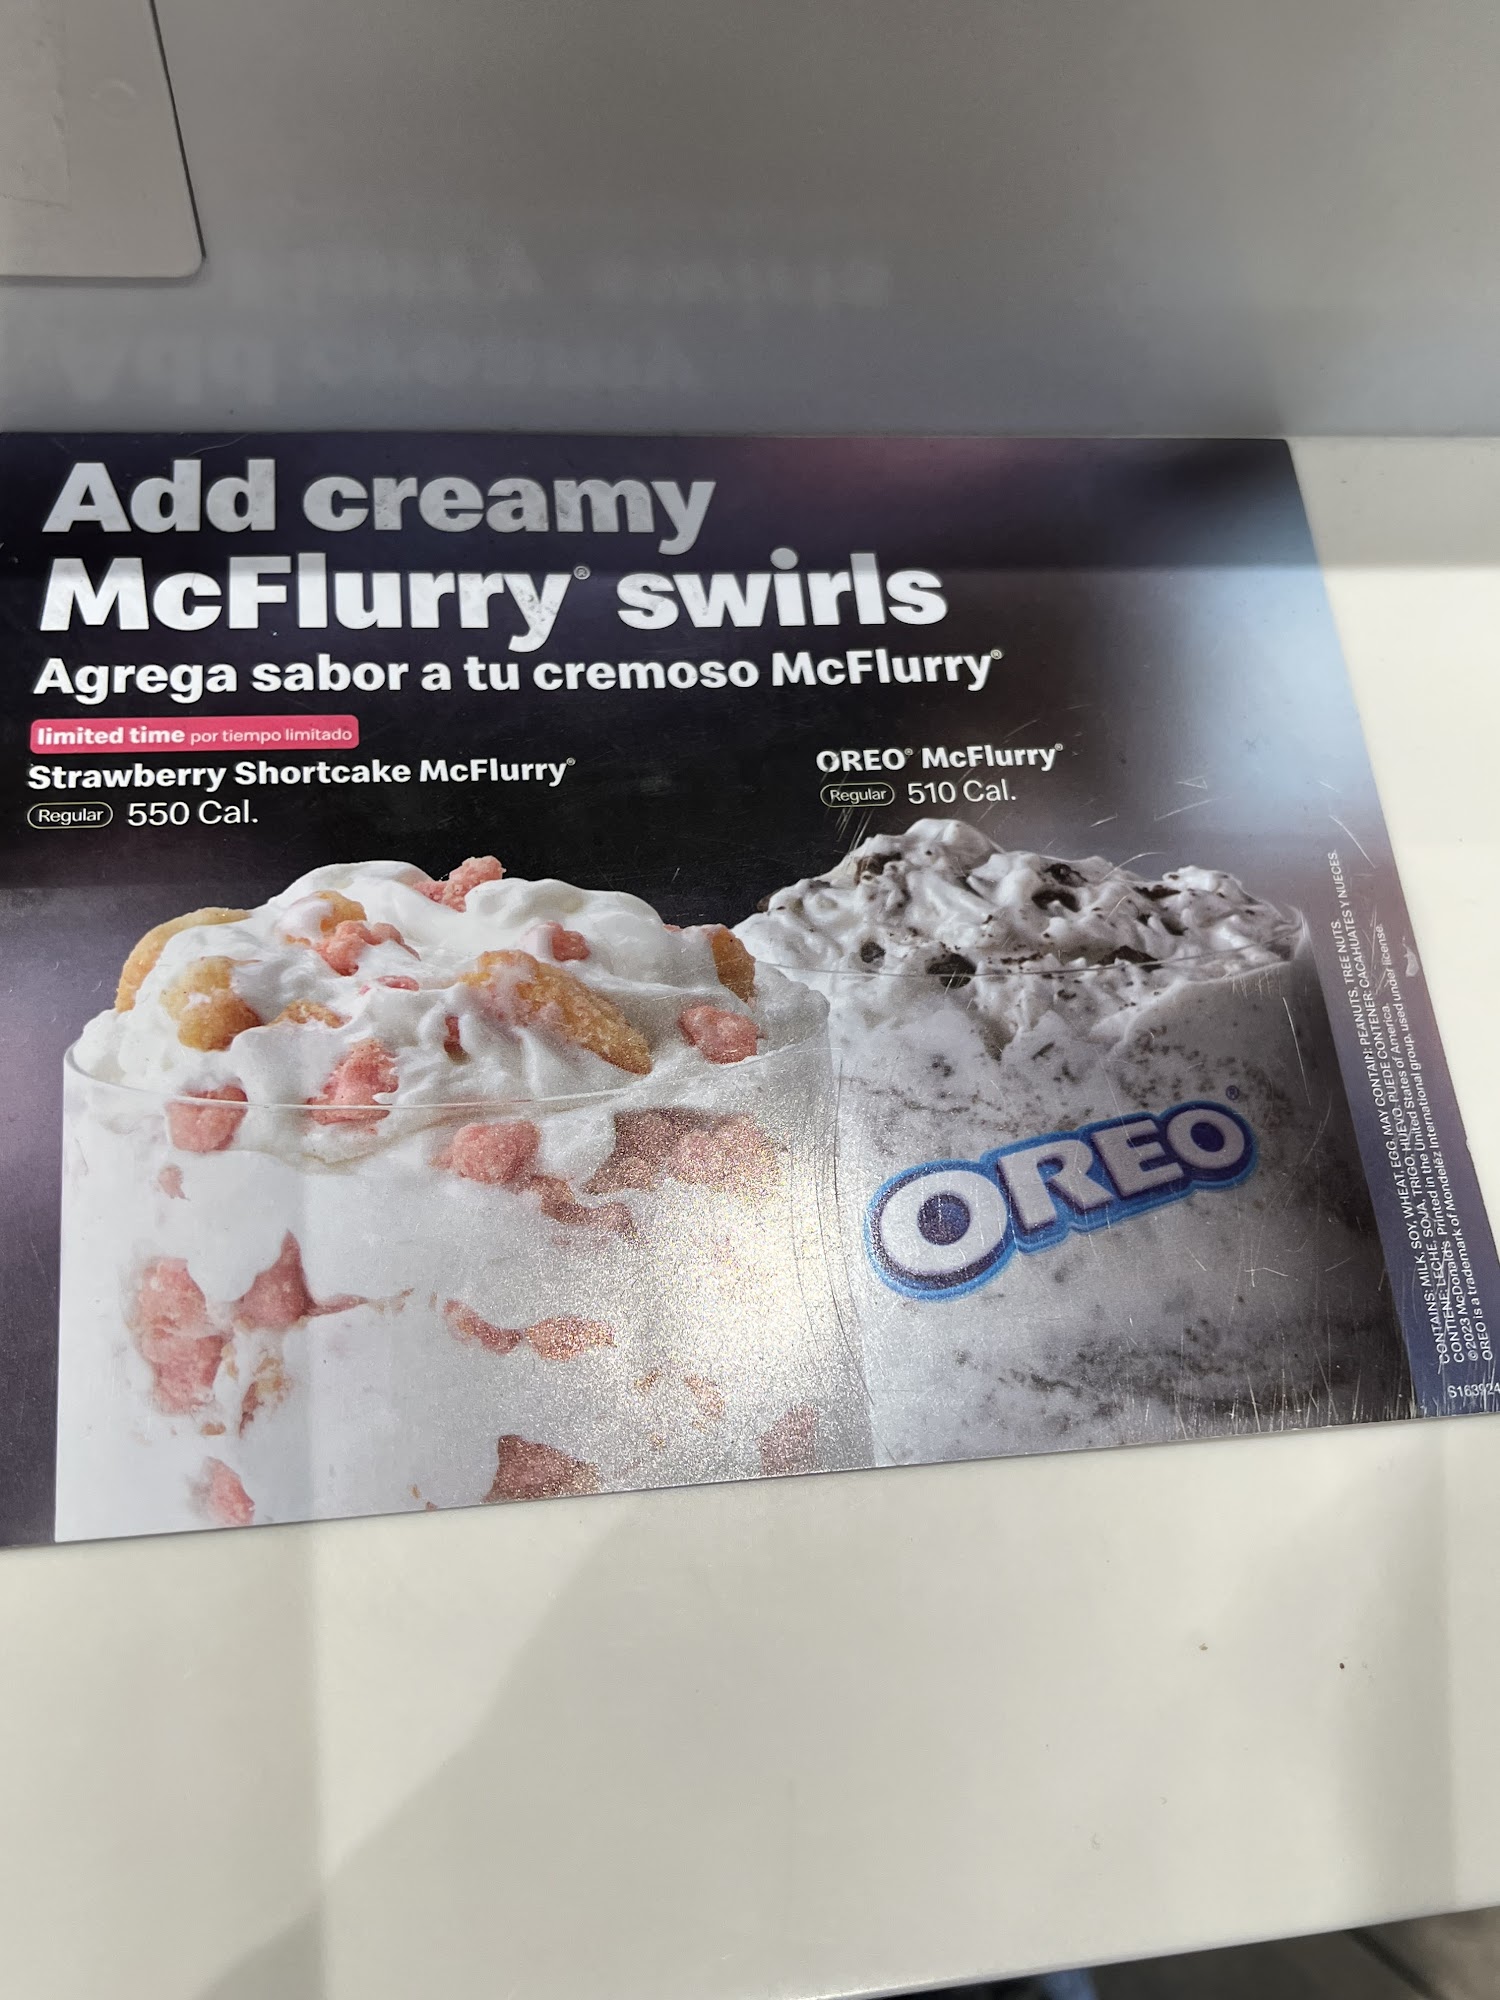 Add creamy
McFlurry® swirls
Agrega sabor a tu cremoso McFlurry®
limited time por tiempo limitado
Strawberry Shortcake McFlurry®
Regular 550 Cal.
OREO® McFlurry®
Regular 510 Cal.
OREO®
CONTAINS: MILK, SOY, WHEAT, EGG. MAY CONTAIN: PEANUTS, TREE NUTS.
CONTIENE: LECHE, SOJA, TRIGO, HUEVO. PUEDE CONTENER: CACAHUATES Y NUECES.
©2023 McDonald's. Printed in the United States of America.
OREO is a trademark of Mondelēz International group, used under license.